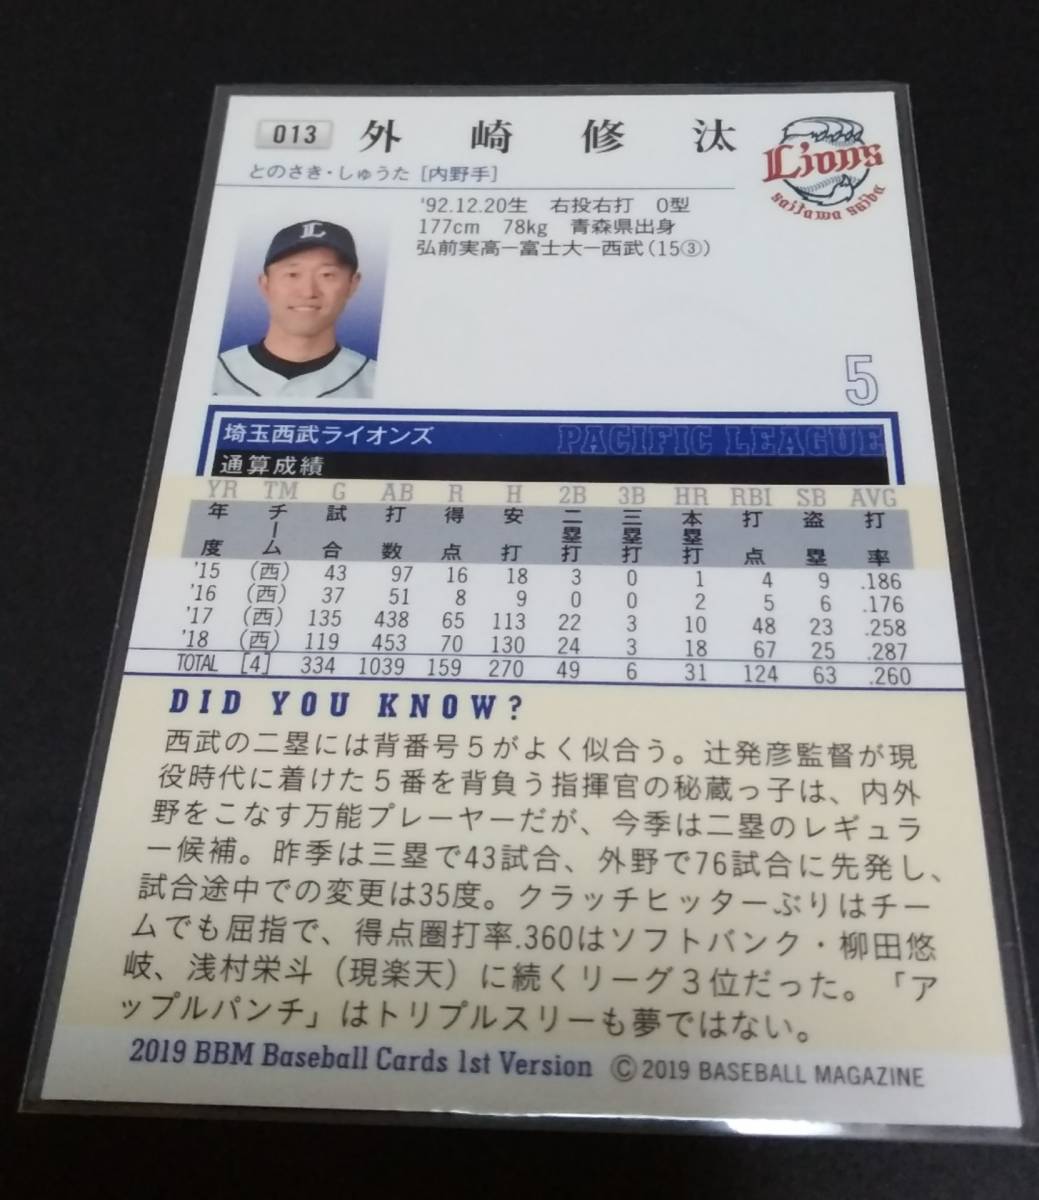 013 外崎修汰
Lions
saitama seibu
とのさき・しゅうた [内野手]
'92.12.20生 右投右打 O型
177cm 78kg 青森県出身
弘前実高ー富士大ー西武(15③)
L
5
埼玉西武ライオンズ PACIFIC LEAGUE
通算成績
YR TM G AB R H 2B 3B HR RBI SB AVG
年度 チーム 試合 打数 得点 安打 二塁打 三塁打 本塁打 打点 盗塁 打率
'15 (西) 43 97 16 18 3 0 1 4 9 .186
'16 (西) 37 51 8 9 0 0 2 5 6 .176
'17 (西) 135 438 65 113 22 3 10 48 23 .258
'18 (西) 119 453 70 130 24 3 18 67 25 .287
TOTAL [4] 334 1039 159 270 49 6 31 124 63 .260
DID YOU KNOW?
西武の二塁には背番号5がよく似合う。辻発彦監督が現
役時代に着けた5番を背負う指揮官の秘蔵っ子は、内外
野をこなす万能プレーヤーだが、今季は二塁のレギュラ
ー候補。昨季は三塁で43試合、外野で76試合に先発し、
試合途中での変更は35度。クラッチヒッターぶりはチー
ムでも屈指で、得点圏打率.360はソフトバンク・柳田悠
岐、浅村栄斗（現楽天）に続くリーグ3位だった。「ア
ップルパンチ」はトリプルスリーも夢ではない。
2019 BBM Baseball Cards 1st Version © 2019 BASEBALL MAGAZINE